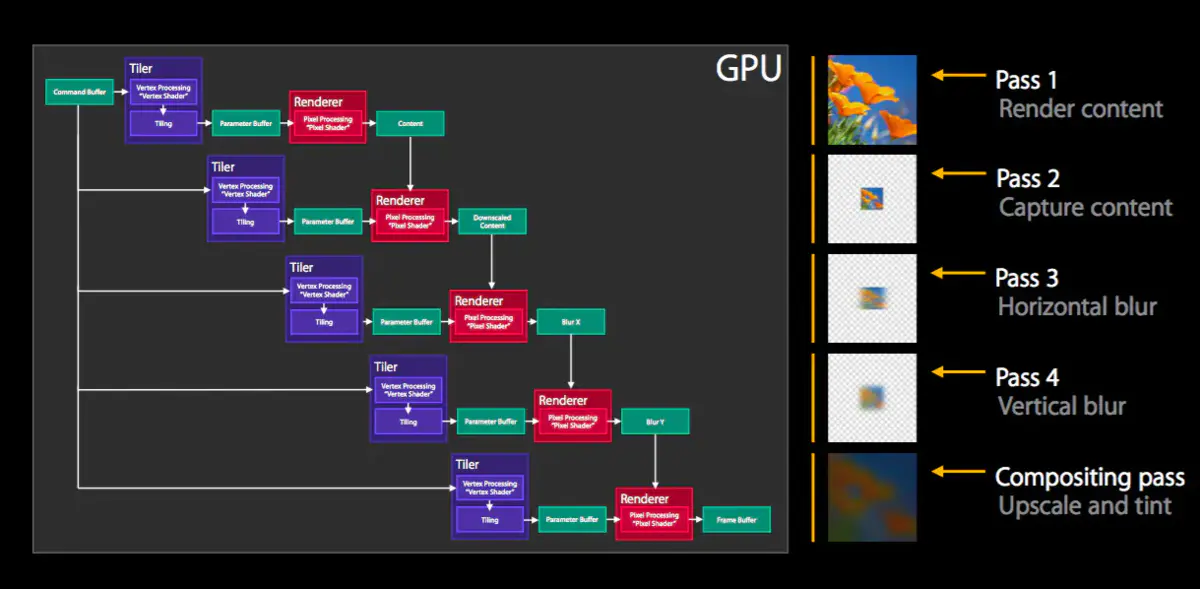 GPU
Command Buffer
Tiler
Vertex Processing
"Vertex Shader"
Tiling
Parameter Buffer
Renderer
Pixel Processing
"Pixel Shader"
Content
Tiler
Vertex Processing
"Vertex Shader"
Tiling
Parameter Buffer
Renderer
Pixel Processing
"Pixel Shader"
Downscaled
Content
Tiler
Vertex Processing
"Vertex Shader"
Tiling
Parameter Buffer
Renderer
Pixel Processing
"Pixel Shader"
Blur X
Tiler
Vertex Processing
"Vertex Shader"
Tiling
Parameter Buffer
Renderer
Pixel Processing
"Pixel Shader"
Blur Y
Tiler
Vertex Processing
"Vertex Shader"
Tiling
Parameter Buffer
Renderer
Pixel Processing
"Pixel Shader"
Frame Buffer
Pass 1
Render content
Pass 2
Capture content
Pass 3
Horizontal blur
Pass 4
Vertical blur
Compositing pass
Upscale and tint